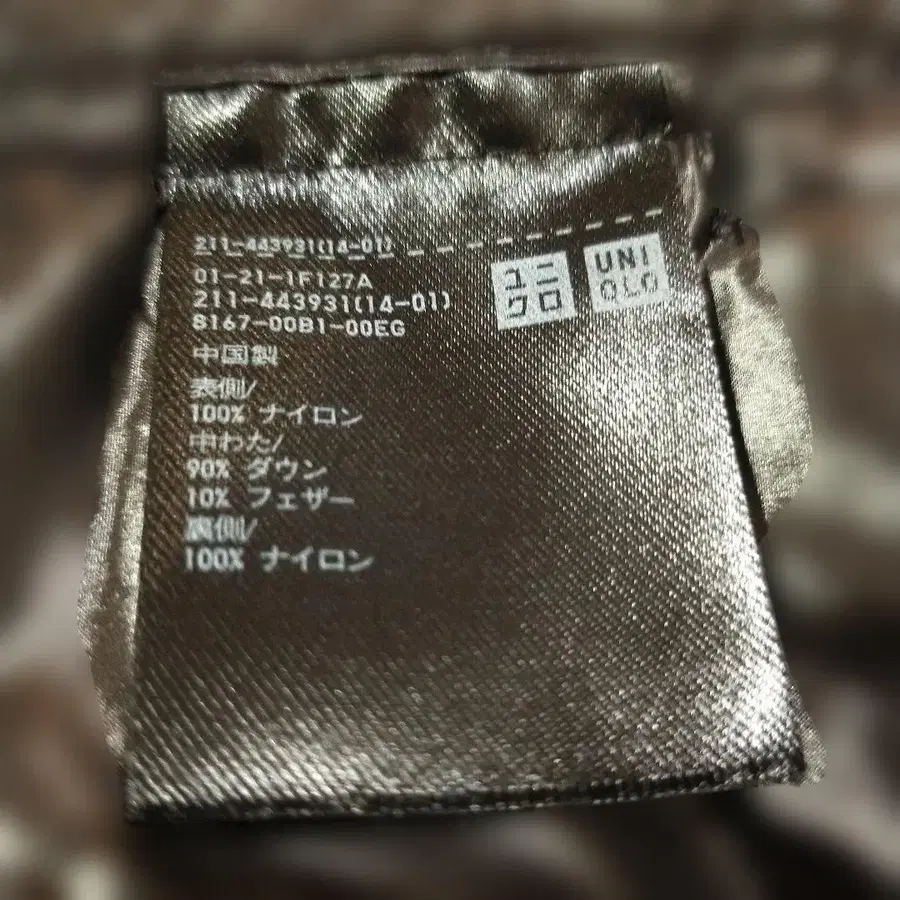 211-443931(14-01)
01-21-1F127A
211-443931(14-01)
8167-00B1-00EG
中国製
表側/
100% ナイロン
中わた/
90% ダウン
10% フェザー
裏側/
100% ナイロン
ユニ
クロ
UNI
QLO